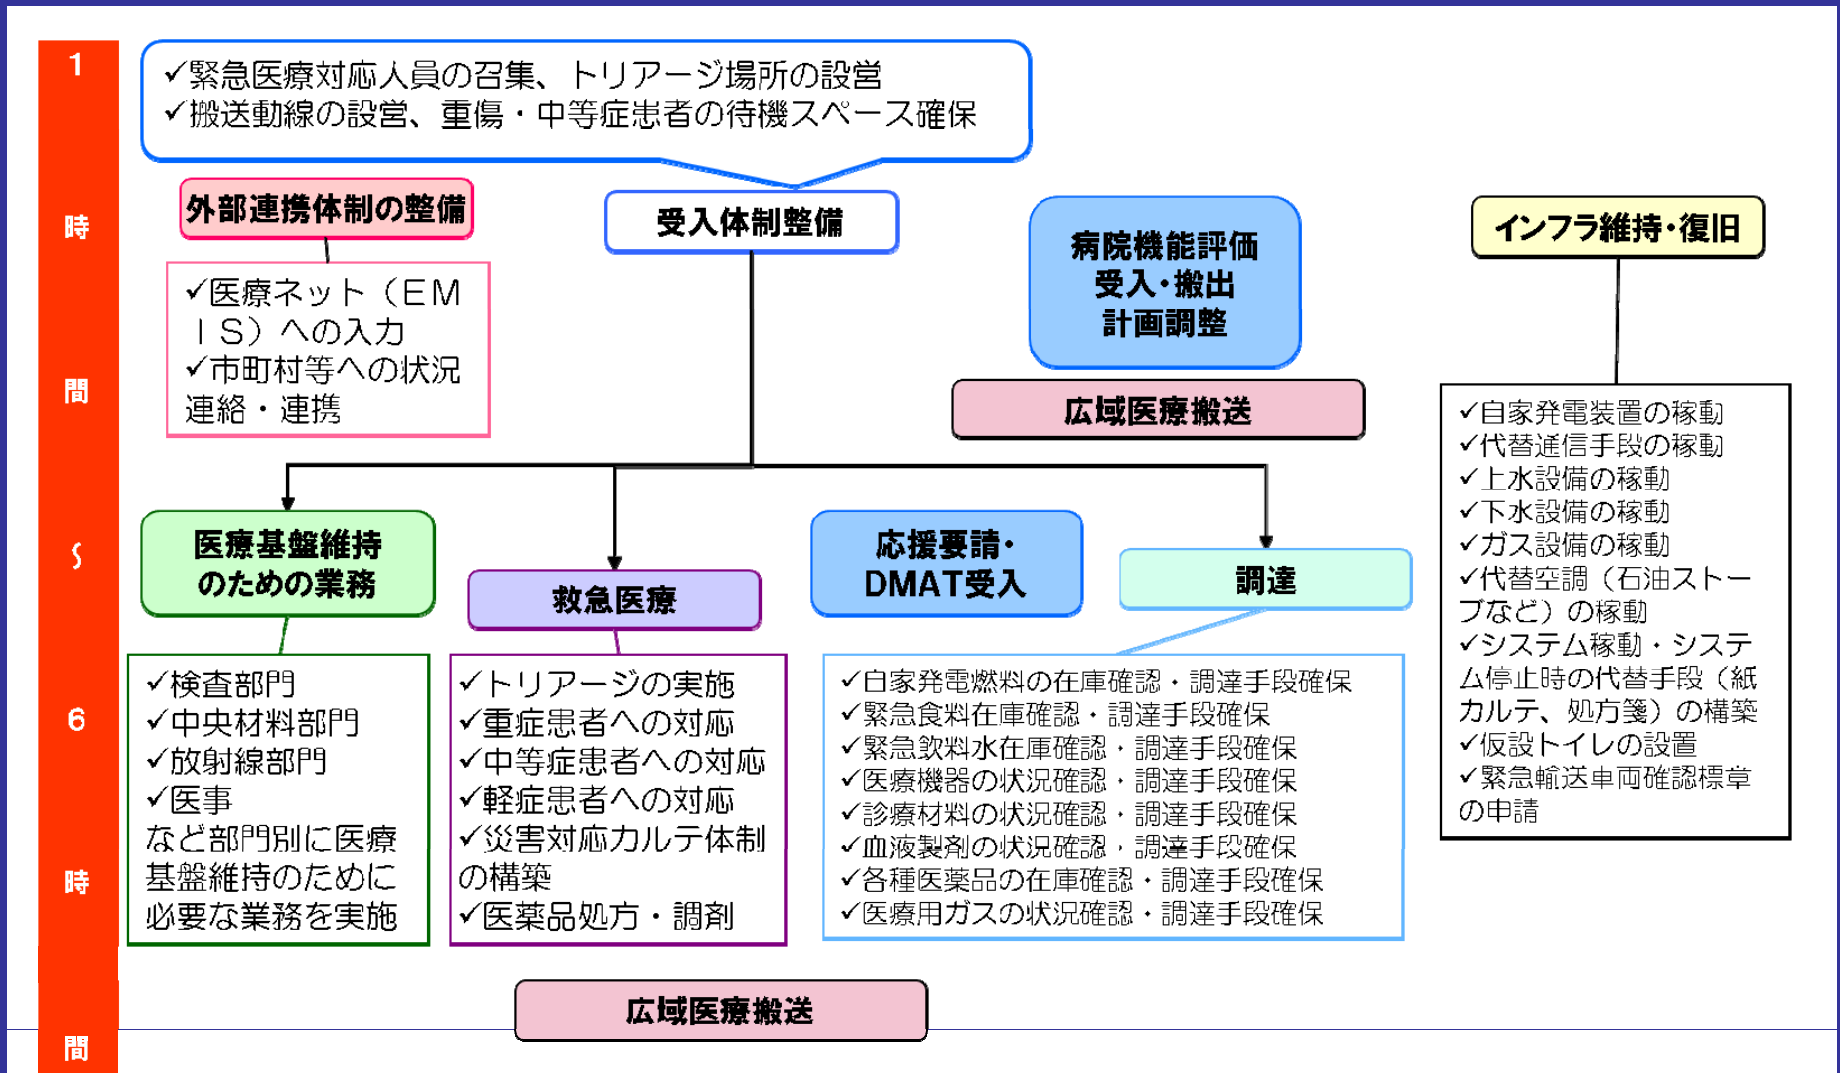 1
時
間
〜
6
時
間
✓緊急医療対応人員の召集、トリアージ場所の設営
✓搬送動線の設営、重傷・中等症患者の待機スペース確保
外部連携体制の整備
✓医療ネット（ＥＭ
ＩＳ）への入力
✓市町村等への状況
連絡・連携
受入体制整備
病院機能評価
受入・搬出
計画調整
広域医療搬送
インフラ維持・復旧
✓自家発電装置の稼動
✓代替通信手段の稼動
✓上水設備の稼動
✓下水設備の稼動
✓ガス設備の稼動
✓代替空調（石油ストー
ブなど）の稼動
✓システム稼動・システ
ム停止時の代替手段（紙
カルテ、処方箋）の構築
✓仮設トイレの設置
✓緊急輸送車両確認標章
の申請
医療基盤維持
のための業務
✓検査部門
✓中央材料部門
✓放射線部門
✓医事
など部門別に医療
基盤維持のために
必要な業務を実施
救急医療
✓トリアージの実施
✓重症患者への対応
✓中等症患者への対応
✓軽症患者への対応
✓災害対応カルテ体制
の構築
✓医薬品処方・調剤
応援要請・
DMAT受入
調達
✓自家発電燃料の在庫確認・調達手段確保
✓緊急食料在庫確認・調達手段確保
✓緊急飲料水在庫確認・調達手段確保
✓医療機器の状況確認・調達手段確保
✓診療材料の状況確認・調達手段確保
✓血液製剤の状況確認・調達手段確保
✓各種医薬品の在庫確認・調達手段確保
✓医療用ガスの状況確認・調達手段確保
広域医療搬送